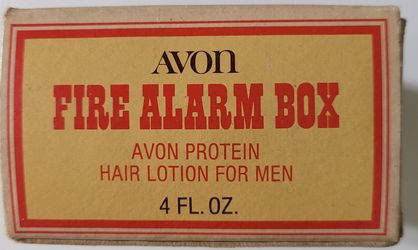 AVON
FIRE ALARM BOX
AVON PROTEIN
HAIR LOTION FOR MEN
4 FL. OZ.